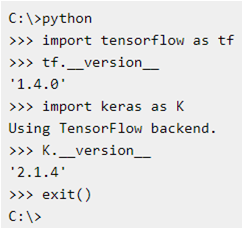 C:\>python
>>> import tensorflow as tf
>>> tf.__version__
'1.4.0'
>>> import keras as K
Using TensorFlow backend.
>>> K.__version__
'2.1.4'
>>> exit()
C:\>